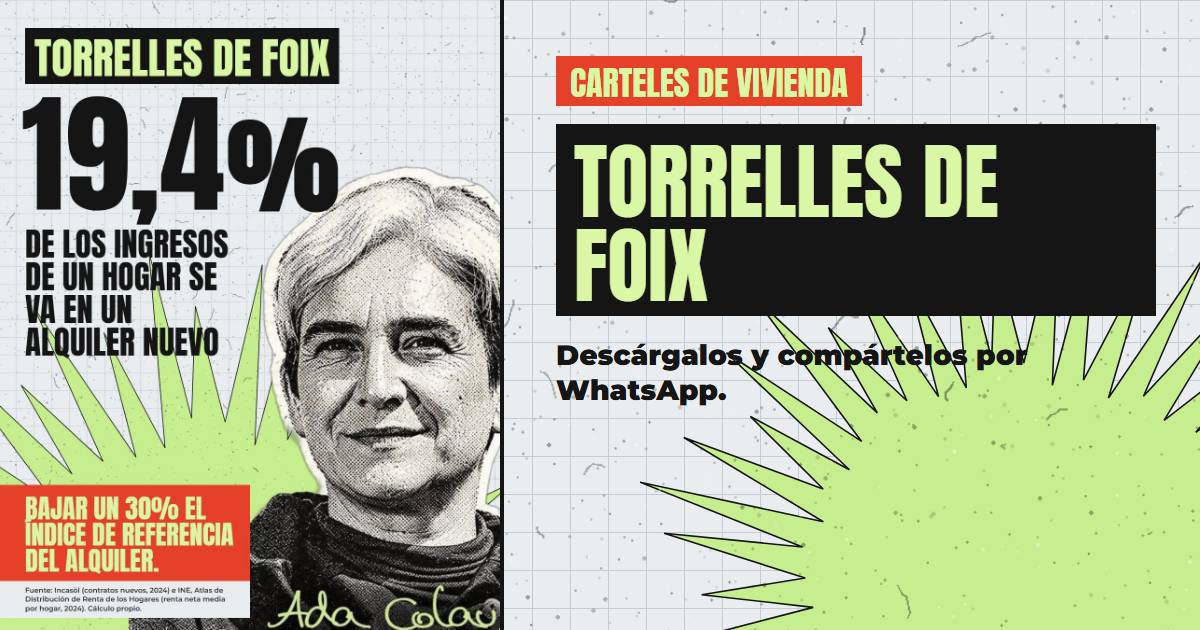 TORRELLES DE FOIX
19,4%
DE LOS INGRESOS
DE UN HOGAR SE
VA EN UN
ALQUILER NUEVO
BAJAR UN 30% EL
ÍNDICE DE REFERENCIA
DEL ALQUILER.
Fuente: Incasòl (contratos nuevos, 2024) e INE, Atlas de
Distribución de Renta de los Hogares (renta neta media
por hogar, 2024). Cálculo propio.
Ada Colau
CARTELES DE VIVIENDA
TORRELLES DE
FOIX
Descárgalos y compártelos por
WhatsApp.